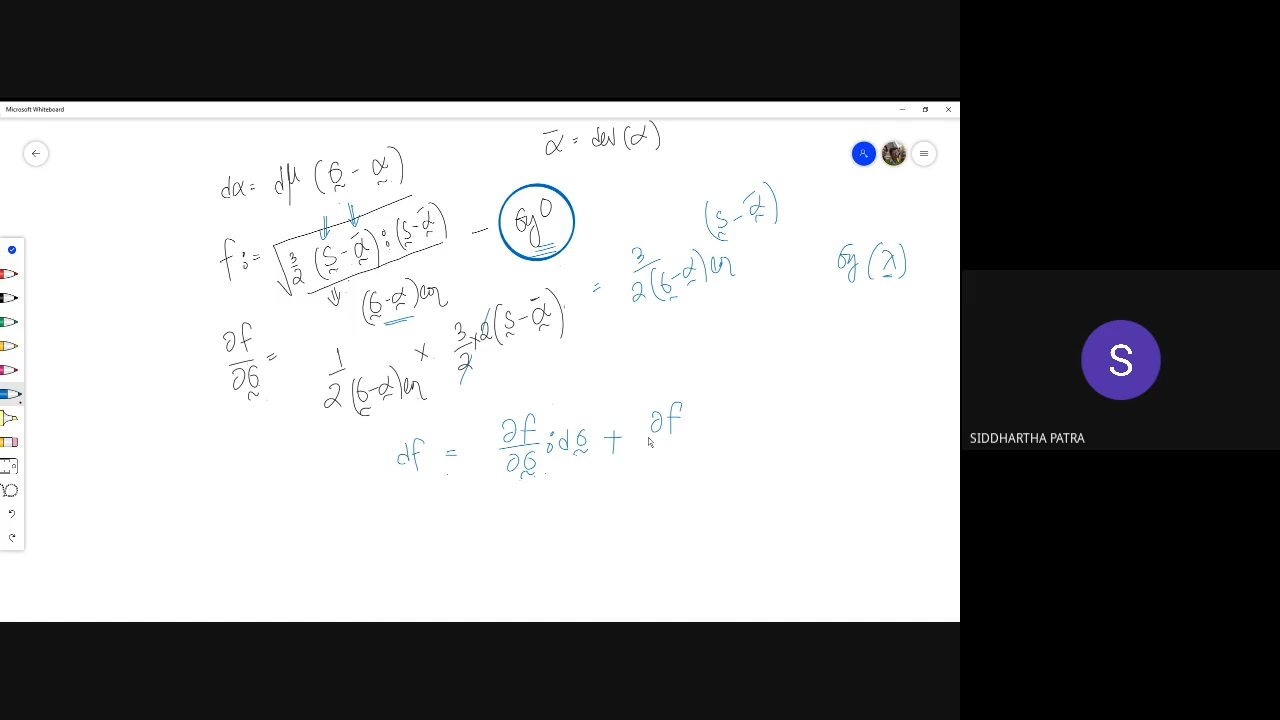 Microsoft Whiteboard
ᾱ = dev(α)
dα = dμ (σ - α)
f := √(3/2 (S - ᾱ) : (S - ᾱ)) - σy⁰
(σ - α)eq
∂f/∂σ = 1/2(σ - α)eq × 3/2 × 2(S - ᾱ) = 3/2(σ - α)eq (S - ᾱ)
σy(λ)
df = ∂f/∂σ : dσ + ∂f
S
SIDDHARTHA PATRA